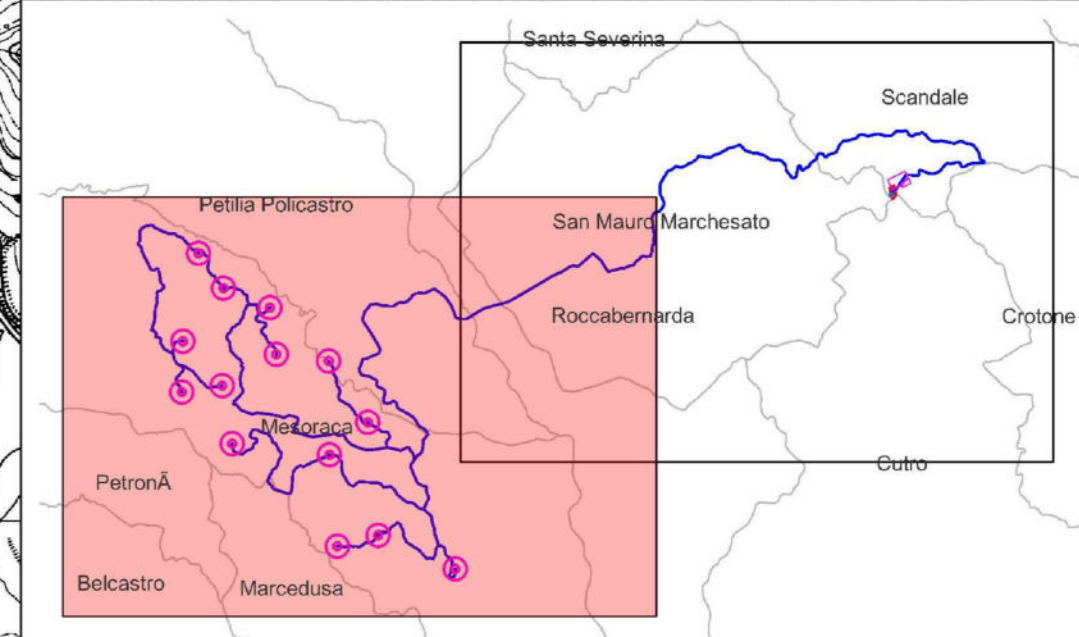 Santa Severina
Scandale
Petilia Policastro
San Mauro Marchesato
Roccabernarda
Crotone
Mesoraca
Cutro
PetronÃ
Belcastro
Marcedusa